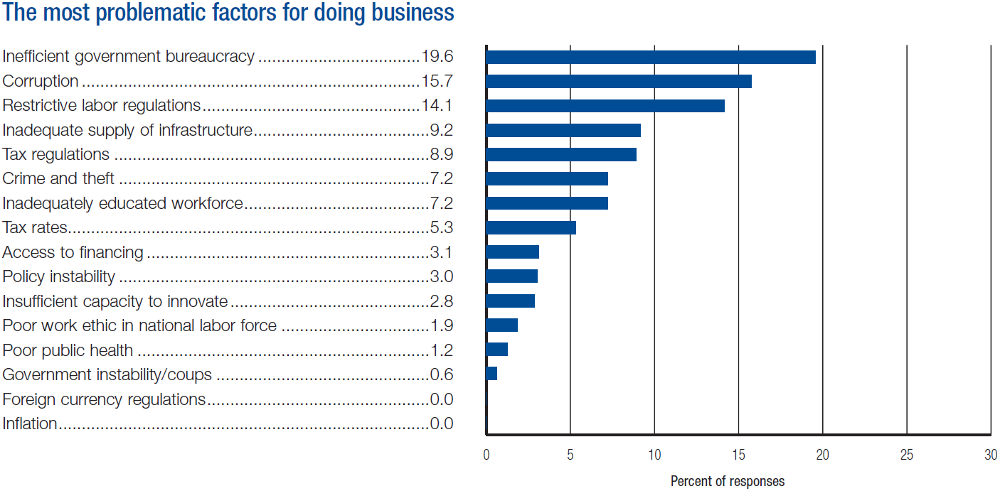 The most problematic factors for doing business
Inefficient government bureaucracy ............................19.6
Corruption ..........................................................15.7
Restrictive labor regulations......................................14.1
Inadequate supply of infrastructure..............................9.2
Tax regulations ......................................................8.9
Crime and theft .....................................................7.2
Inadequately educated workforce................................7.2
Tax rates..............................................................5.3
Access to financing ................................................3.1
Policy instability .....................................................3.0
Insufficient capacity to innovate..................................2.8
Poor work ethic in national labor force .........................1.9
Poor public health ..................................................1.2
Government instability/coups ....................................0.6
Foreign currency regulations......................................0.0
Inflation................................................................0.0
0 5 10 15 20 25 30
Percent of responses